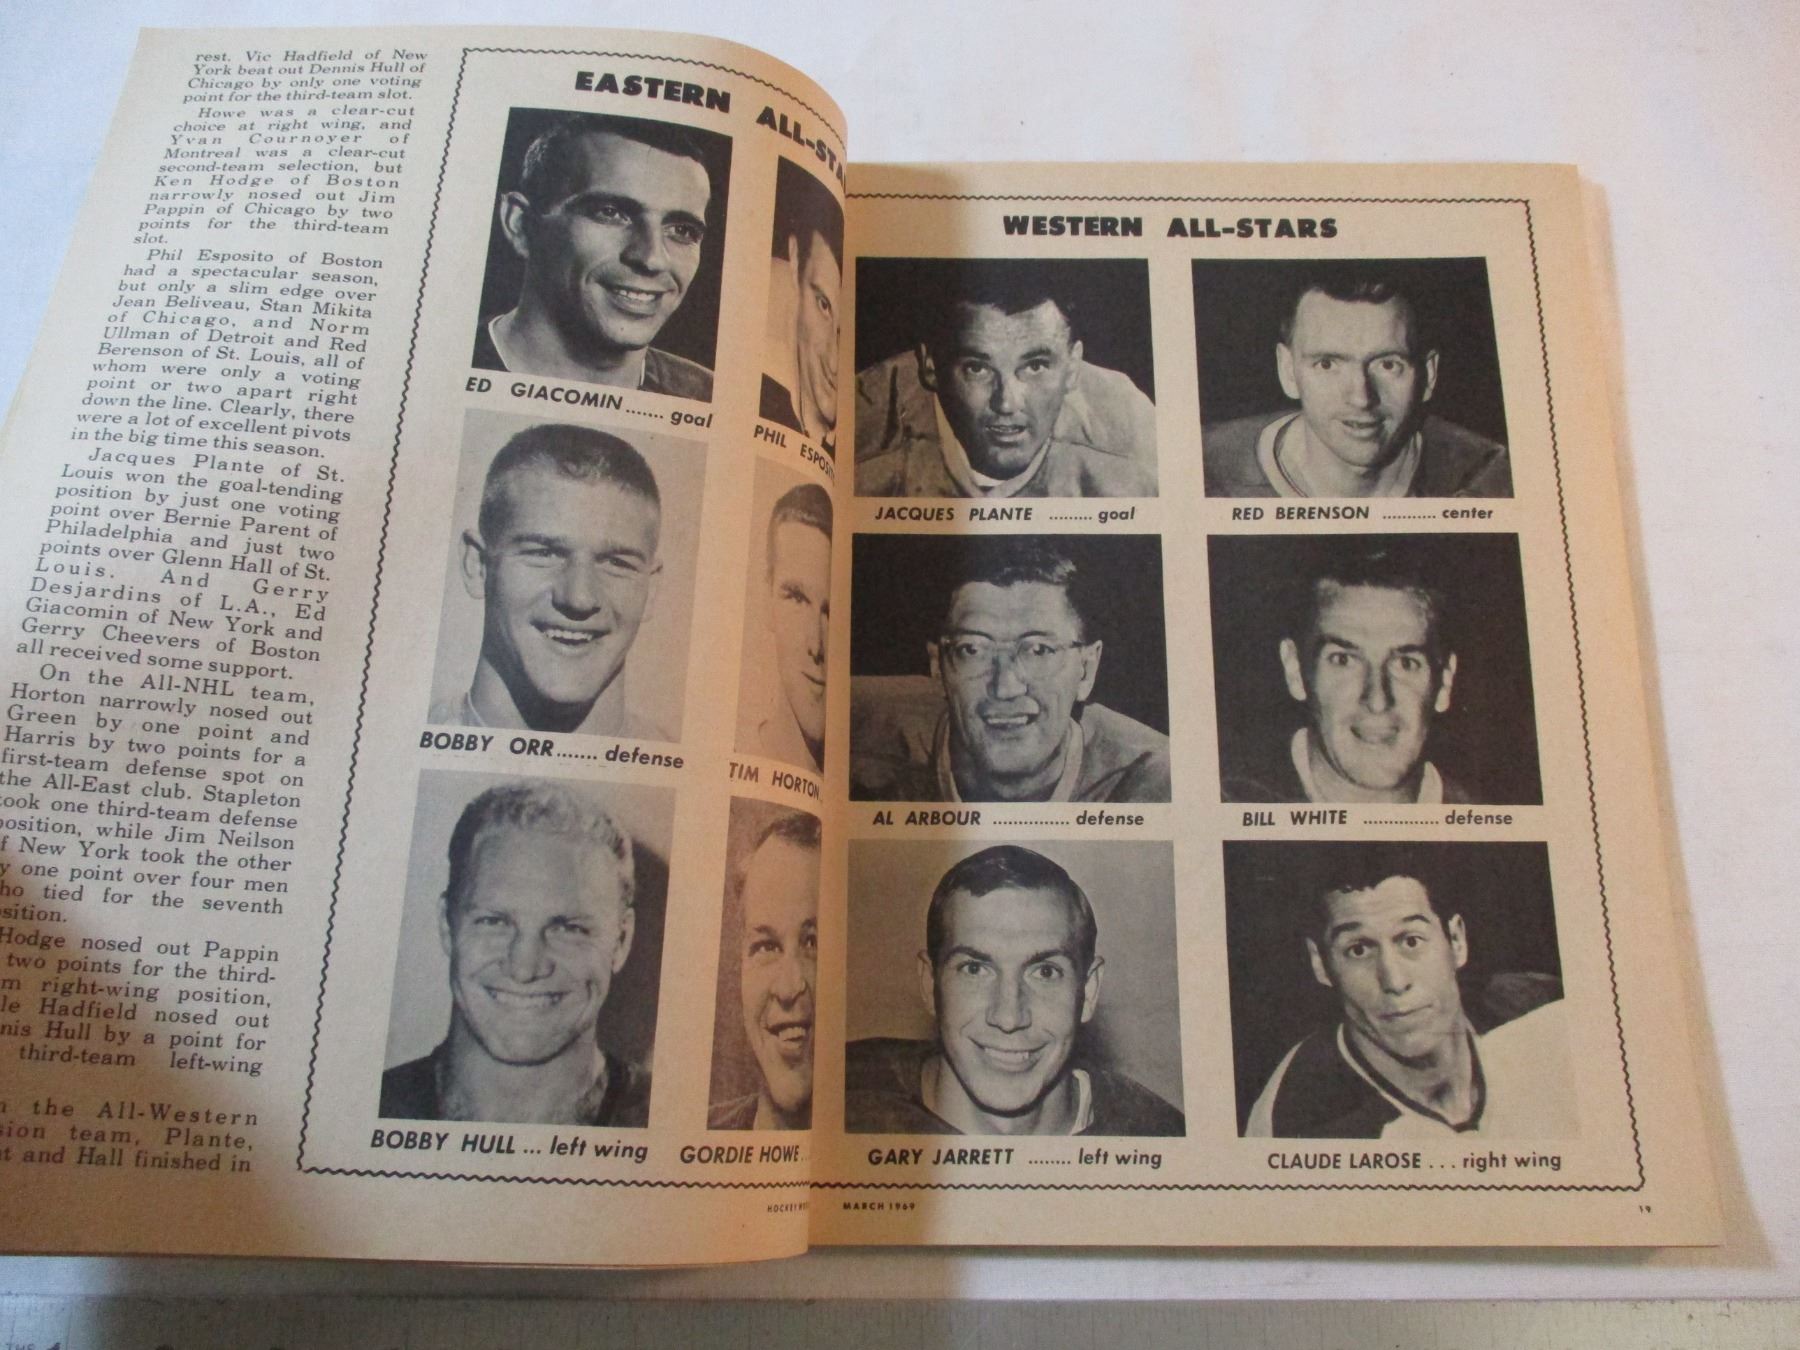 rest. Vic Hadfield of New
York beat out Dennis Hull of
Chicago by only one voting
point for the third-team slot.
Howe was a clear-cut
choice at right wing, and
Yvan Cournoyer of
Montreal was a clear-cut
second-team selection, but
Ken Hodge of Boston
narrowly nosed out Jim
Pappin of Chicago by two
points for the third-team
slot.
Phil Esposito of Boston
had a spectacular season,
but only a slim edge over
Jean Beliveau, Stan Mikita
of Chicago, and Norm
Ullman of Detroit and Red
Berenson of St. Louis, all of
whom were only a voting
point or two apart right
down the line. Clearly, there
were a lot of excellent pivots
in the big time this season.
Jacques Plante of St.
Louis won the goal-tending
position by just one voting
point over Bernie Parent of
Philadelphia and just two
points over Glenn Hall of St.
Louis. And Gerry
Desjardins of L.A., Ed
Giacomin of New York and
Gerry Cheevers of Boston
all received some support.
On the All-NHL team,
Horton narrowly nosed out
Green by one point and
Harris by two points for a
first-team defense spot on
the All-East club. Stapleton
took one third-team defense
position, while Jim Neilson
of New York took the other
by one point over four men
who tied for the seventh
position.
Hodge nosed out Pappin
two points for the third-
right-wing position,
Hadfield nosed out
Hull by a point for
third-team left-wing
the All-Western
team, Plante,
and Hall finished in
EASTERN ALL-STA
ED GIACOMIN ....... goal
PHIL ESPOSI
BOBBY ORR ....... defense
TIM HORTON
BOBBY HULL ... left wing
GORDIE HOWE
HOCKEY
WESTERN ALL-STARS
JACQUES PLANTE ......... goal
RED BERENSON ........... center
AL ARBOUR ............... defense
BILL WHITE ............... defense
GARY JARRETT ........ left wing
CLAUDE LAROSE ... right wing
MARCH 1969
19